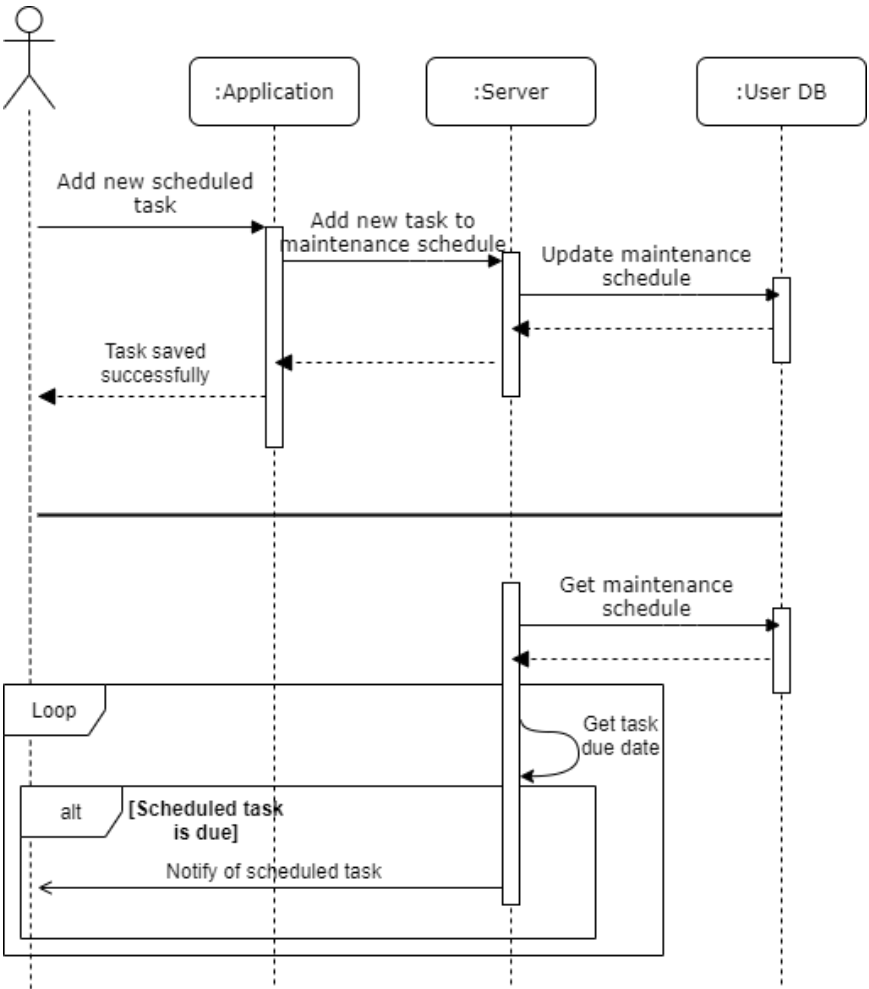 :Application
:Server
:User DB
Add new scheduled
task
Add new task to
maintenance schedule
Update maintenance
schedule
Task saved
successfully
Get maintenance
schedule
Loop
Get task
due date
alt
[Scheduled task
is due]
Notify of scheduled task